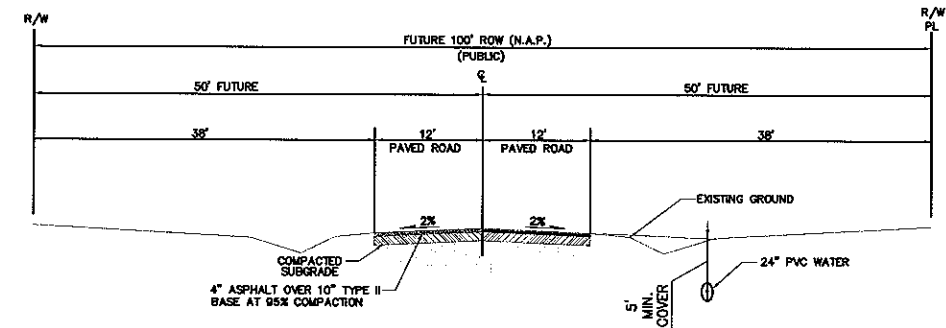 R/W
R/W
PL
FUTURE 100' ROW (N.A.P.)
(PUBLIC)
℄
50' FUTURE
50' FUTURE
38'
12'
12'
38'
PAVED ROAD
PAVED ROAD
EXISTING GROUND
2%
2%
COMPACTED
SUBGRADE
4" ASPHALT OVER 10" TYPE II
BASE AT 95% COMPACTION
24" PVC WATER
5'
MIN.
COVER